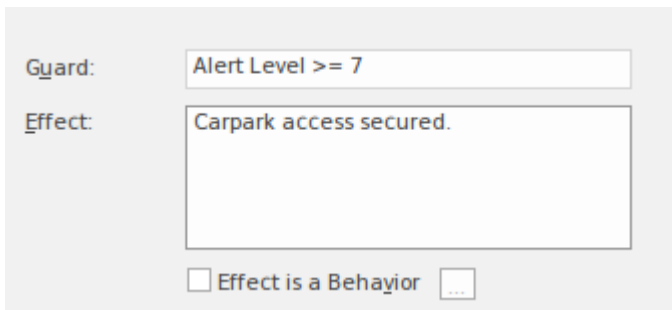 Guard: Alert Level >= 7
Effect: Carpark access secured.
Effect is a Behavior ...